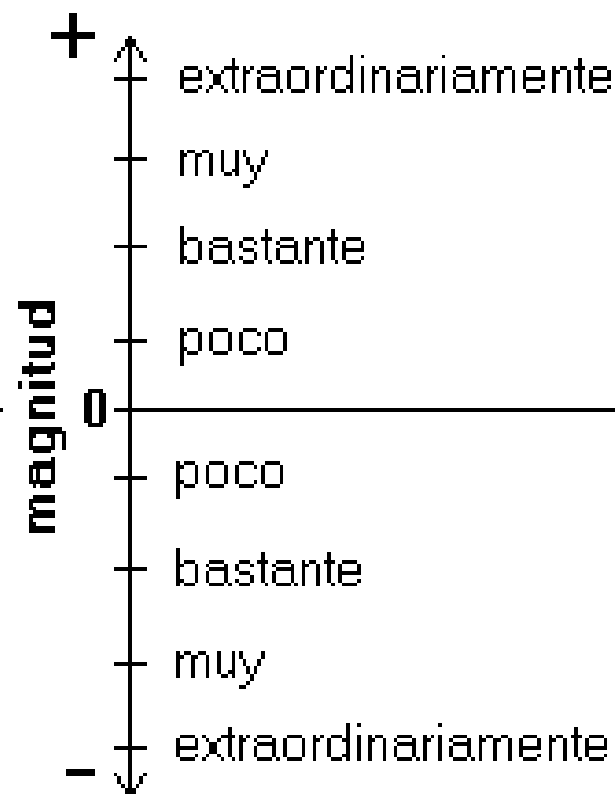 +
extraordinariamente
muy
bastante
poco
magnitud
0
poco
bastante
muy
extraordinariamente
-